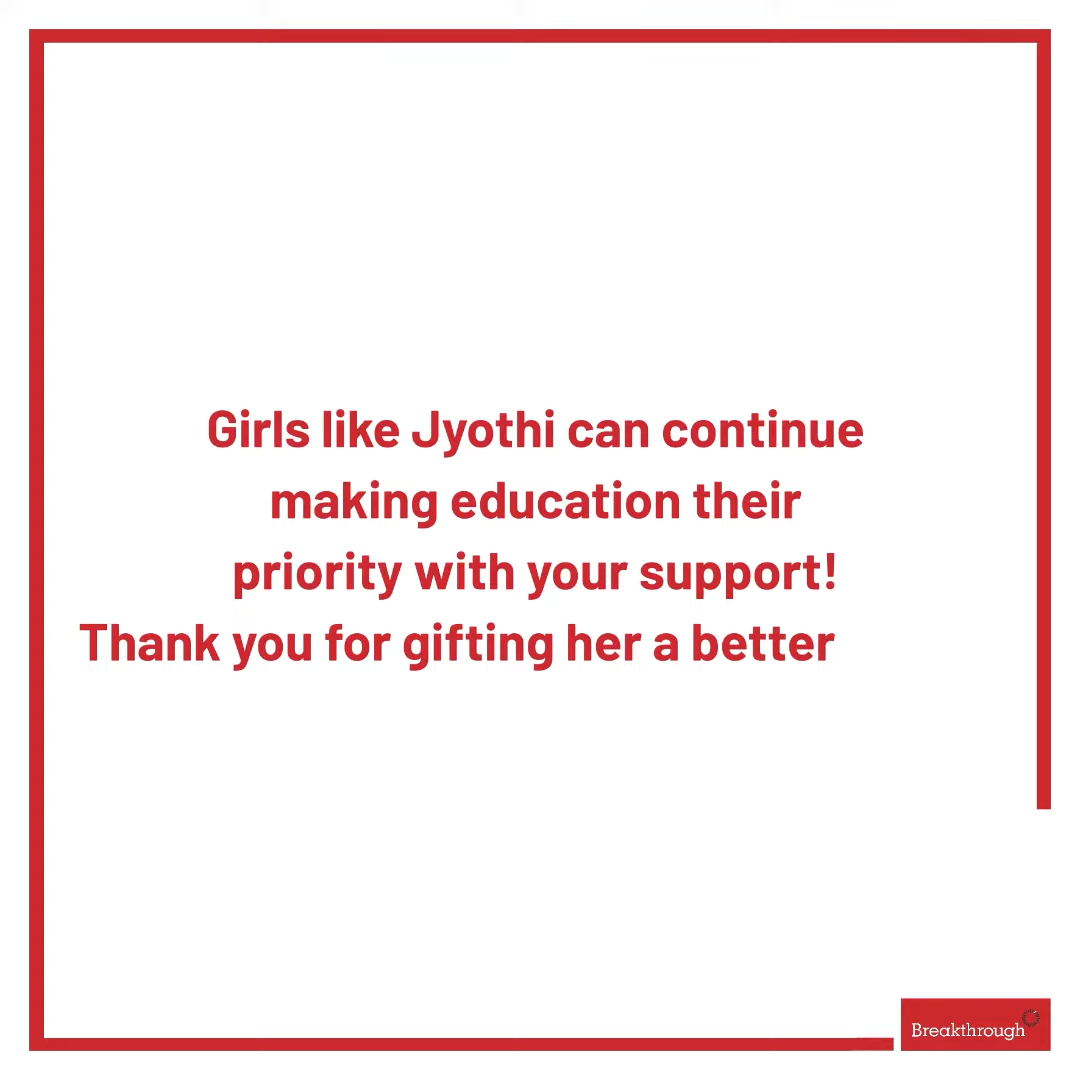 Girls like Jyothi can continue
making education their
priority with your support!
Thank you for gifting her a better
Breakthrough